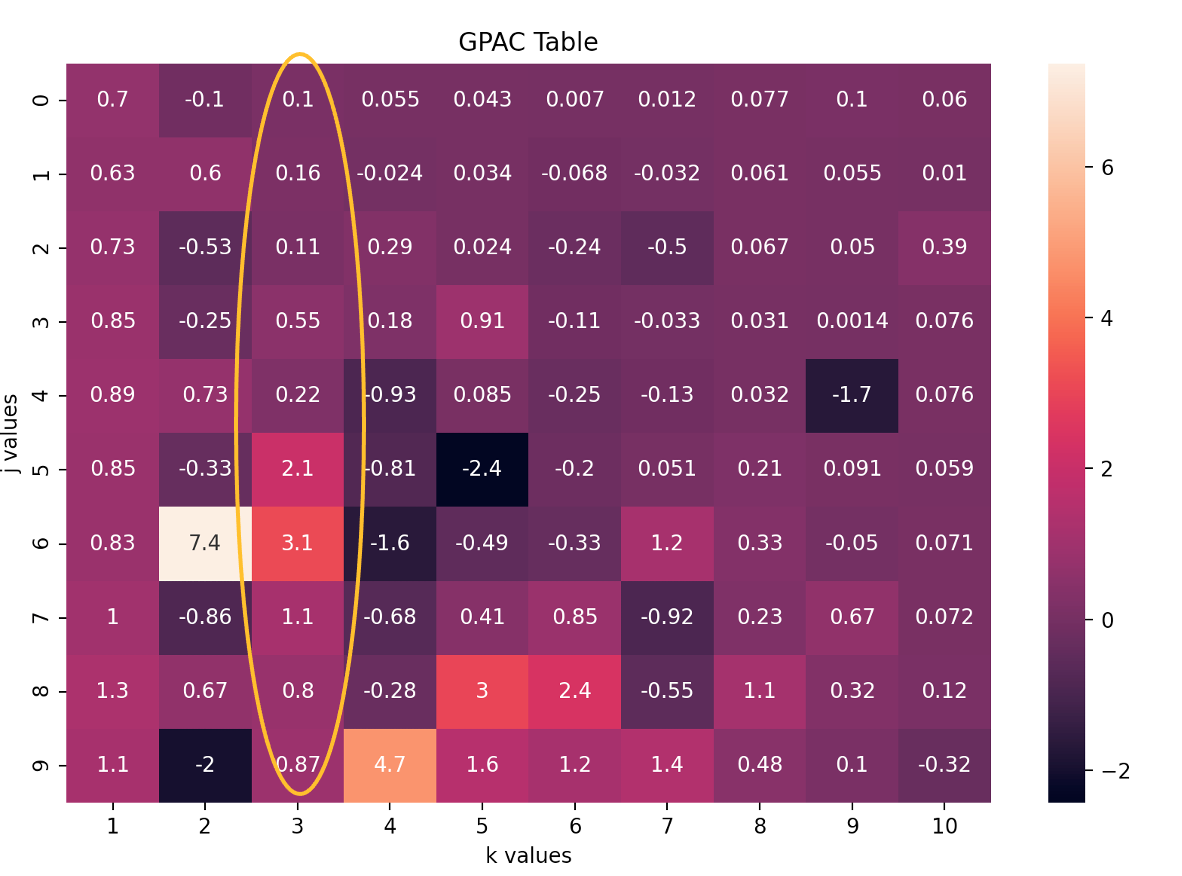 GPAC Table
0 0.7 -0.1 0.1 0.055 0.043 0.007 0.012 0.077 0.1 0.06
1 0.63 0.6 0.16 -0.024 0.034 -0.068 -0.032 0.061 0.055 0.01
2 0.73 -0.53 0.11 0.29 0.024 -0.24 -0.5 0.067 0.05 0.39
3 0.85 -0.25 0.55 0.18 0.91 -0.11 -0.033 0.031 0.0014 0.076
4 0.89 0.73 0.22 -0.93 0.085 -0.25 -0.13 0.032 -1.7 0.076
5 0.85 -0.33 2.1 -0.81 -2.4 -0.2 0.051 0.21 0.091 0.059
6 0.83 7.4 3.1 -1.6 -0.49 -0.33 1.2 0.33 -0.05 0.071
7 1 -0.86 1.1 -0.68 0.41 0.85 -0.92 0.23 0.67 0.072
8 1.3 0.67 0.8 -0.28 3 2.4 -0.55 1.1 0.32 0.12
9 1.1 -2 0.87 4.7 1.6 1.2 1.4 0.48 0.1 -0.32
1 2 3 4 5 6 7 8 9 10
k values
j values
6
4
2
0
−2